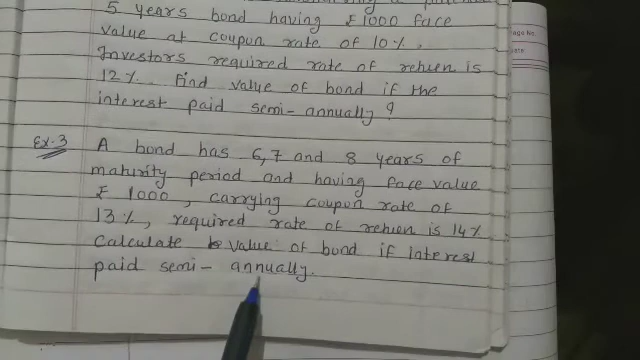 5 years bond having ₹ 1000 face
value at coupon rate of 10%,
Investors required rate of return is
12%. Find value of bond if the
interest paid semi-annually ?
Ex.3 A bond has 6,7 and 8 years of
maturity period and having face value
₹ 1000, carrying coupon rate of
13%, required rate of return is 14%
Calculate value of bond if interest
paid semi-annually.